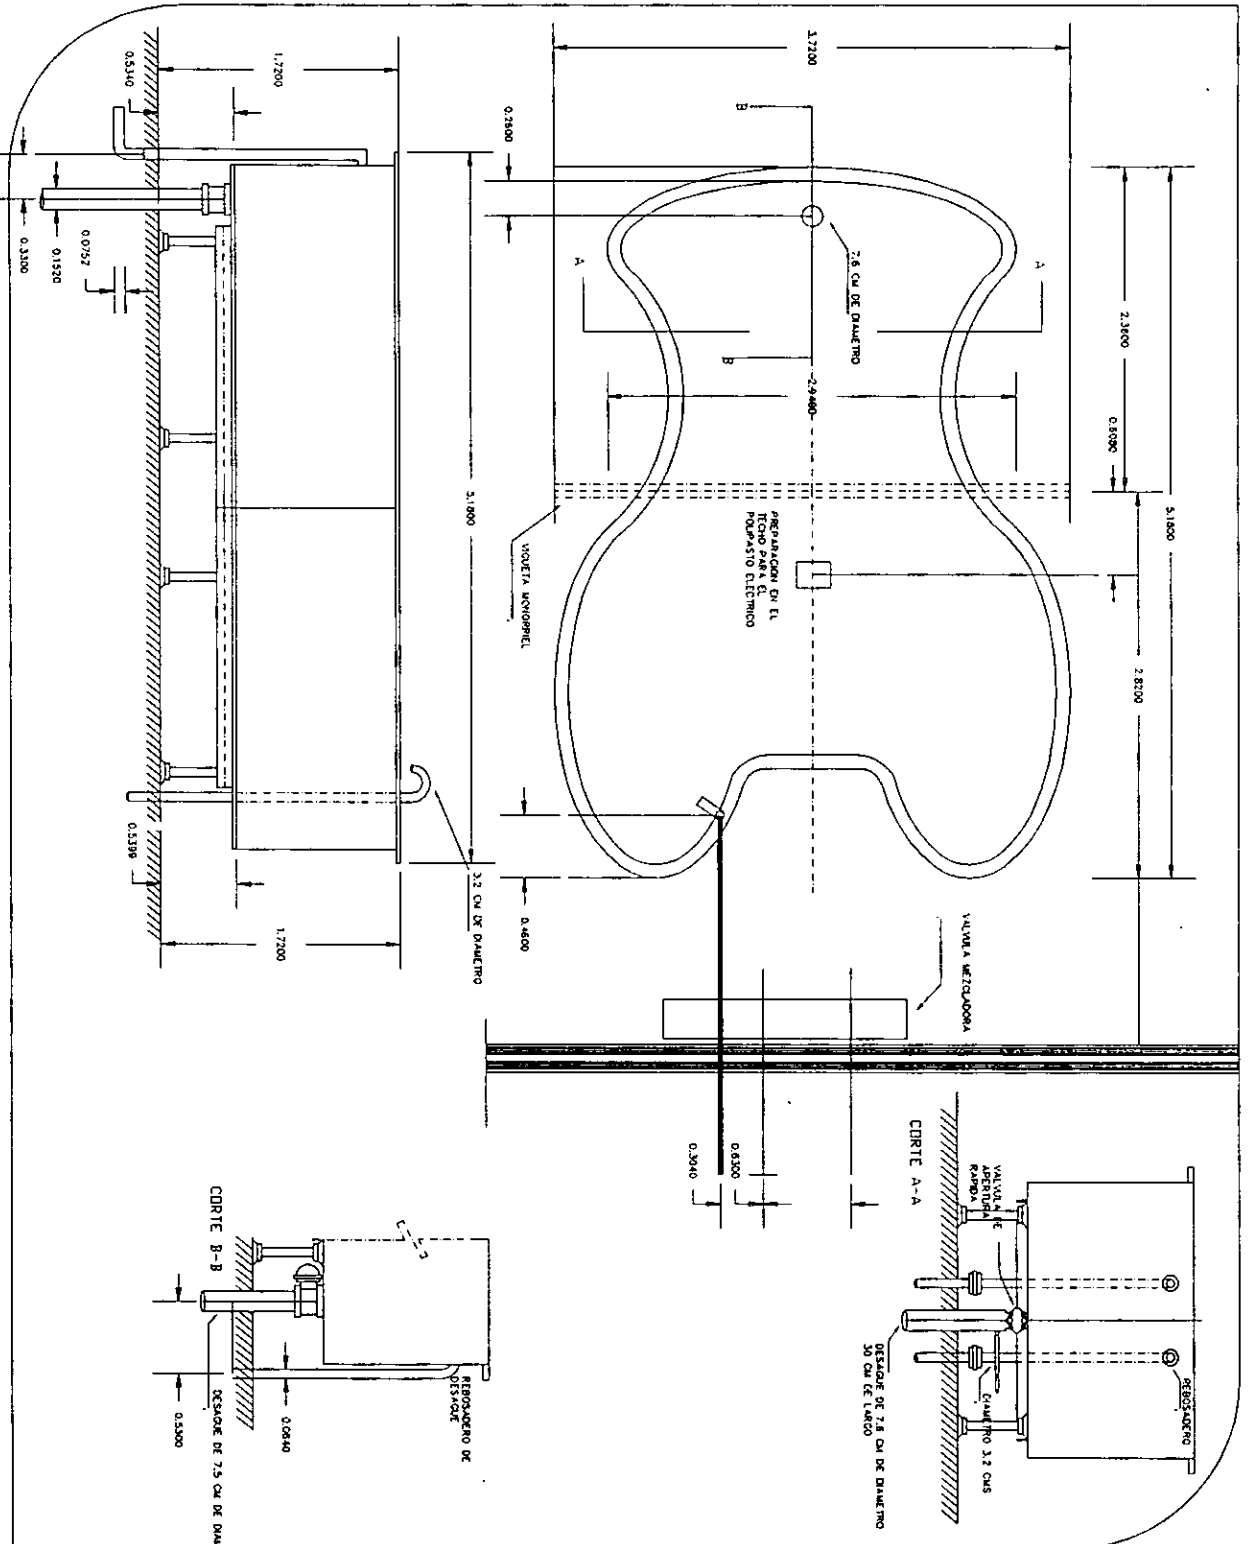 3.7200
B
0.2600
7.6 CM DE DIAMETRO
A
A
B
2.9480
2.3600
0.5080
5.1800
2.8200
PREPARACION EN EL
TECHO PARA EL
POLIPASTO ELECTRICO
VIGUETA MONORRIEL
0.4600
VALVULA MEZCLADORA
0.3040
0.6300
1.7200
0.5340
0.3300
0.1520
0.0752
5.1800
3.2 CM DE DIAMETRO
0.5399
1.7200
CORTE A-A
VALVULA DE
APERTURA
RAPIDA
REBOSADERO
DIAMETRO 3.2 CMS
DESAGUE DE 7.6 CM DE DIAMETRO
30 CM DE LARGO
CORTE B-B
REBOSADERO DE
DESAGUE
0.0640
0.5300
DESAGUE DE 7.5 CM DE DIAM